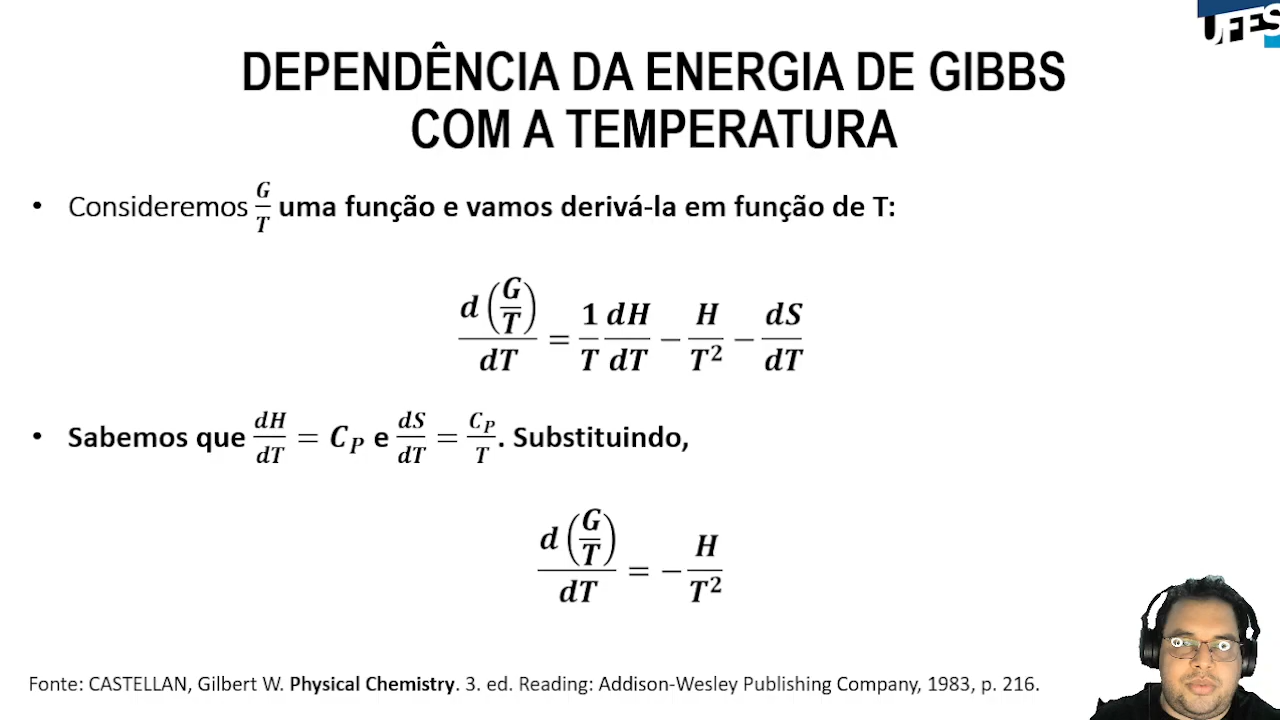 UFES
DEPENDÊNCIA DA ENERGIA DE GIBBS
COM A TEMPERATURA
• Consideremos G/T uma função e vamos derivá-la em função de T:
d(G/T)/dT = 1/T dH/dT − H/T² − dS/dT
• Sabemos que dH/dT = C_P e dS/dT = C_P/T. Substituindo,
d(G/T)/dT = − H/T²
Fonte: CASTELLAN, Gilbert W. Physical Chemistry. 3. ed. Reading: Addison-Wesley Publishing Company, 1983, p. 216.